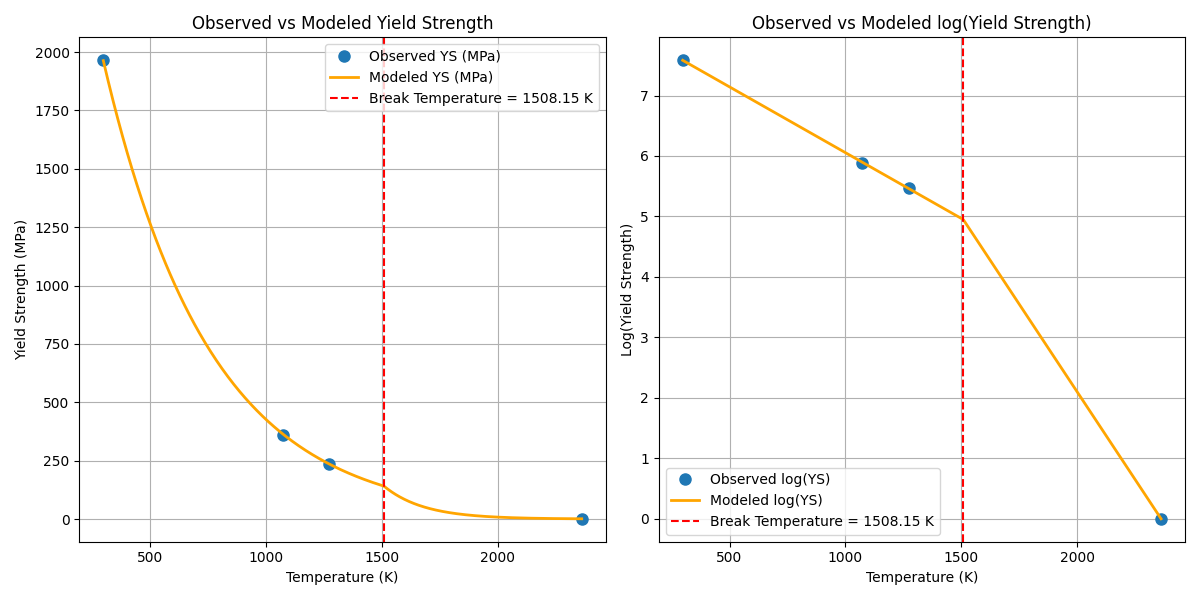 Observed vs Modeled Yield Strength
Observed YS (MPa)
Modeled YS (MPa)
Break Temperature = 1508.15 K
Yield Strength (MPa)
2000
1750
1500
1250
1000
750
500
250
0
500
1000
1500
2000
Temperature (K)
Observed vs Modeled log(Yield Strength)
Log(Yield Strength)
7
6
5
4
3
2
1
0
Observed log(YS)
Modeled log(YS)
Break Temperature = 1508.15 K
500
1000
1500
2000
Temperature (K)